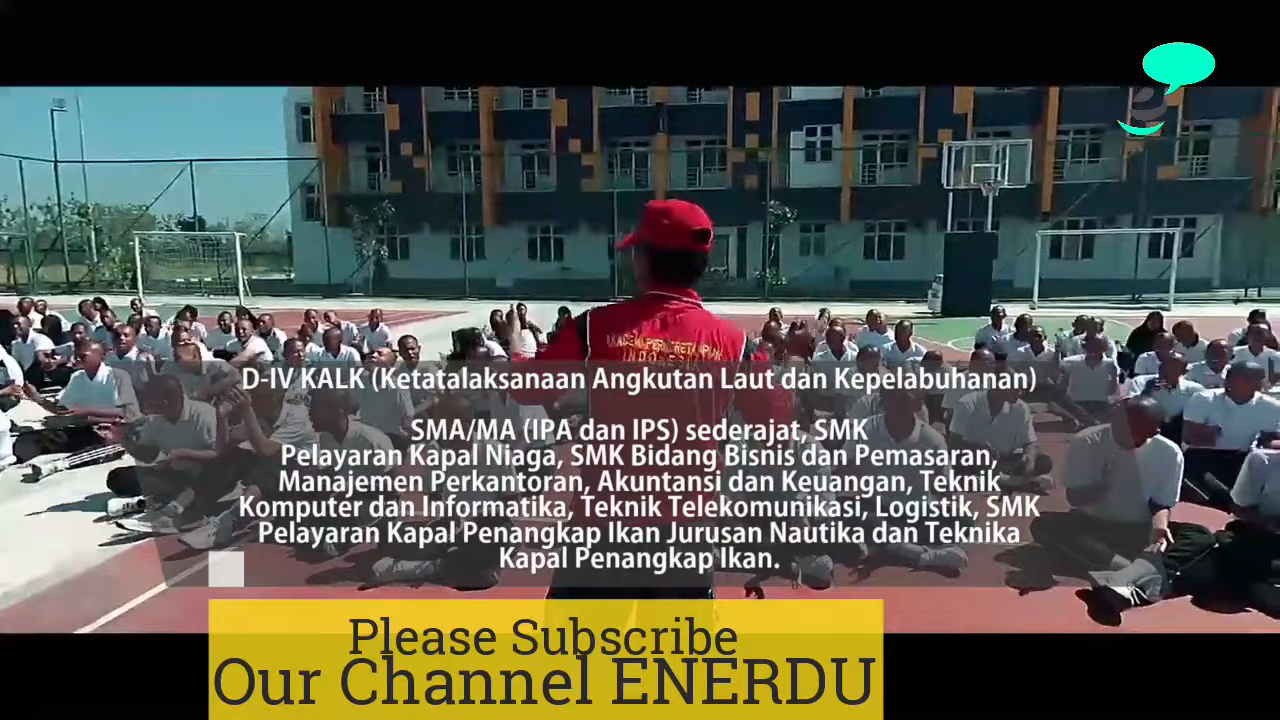 INDONESIA
D-IV KALK (Ketatalaksanaan Angkutan Laut dan Kepelabuhanan)
SMA/MA (IPA dan IPS) sederajat, SMK
Pelayaran Kapal Niaga, SMK Bidang Bisnis dan Pemasaran,
Manajemen Perkantoran, Akuntansi dan Keuangan, Teknik
Komputer dan Informatika, Teknik Telekomunikasi, Logistik, SMK
Pelayaran Kapal Penangkap Ikan Jurusan Nautika dan Teknika
Kapal Penangkap Ikan.
Please Subscribe
Our Channel ENERDU